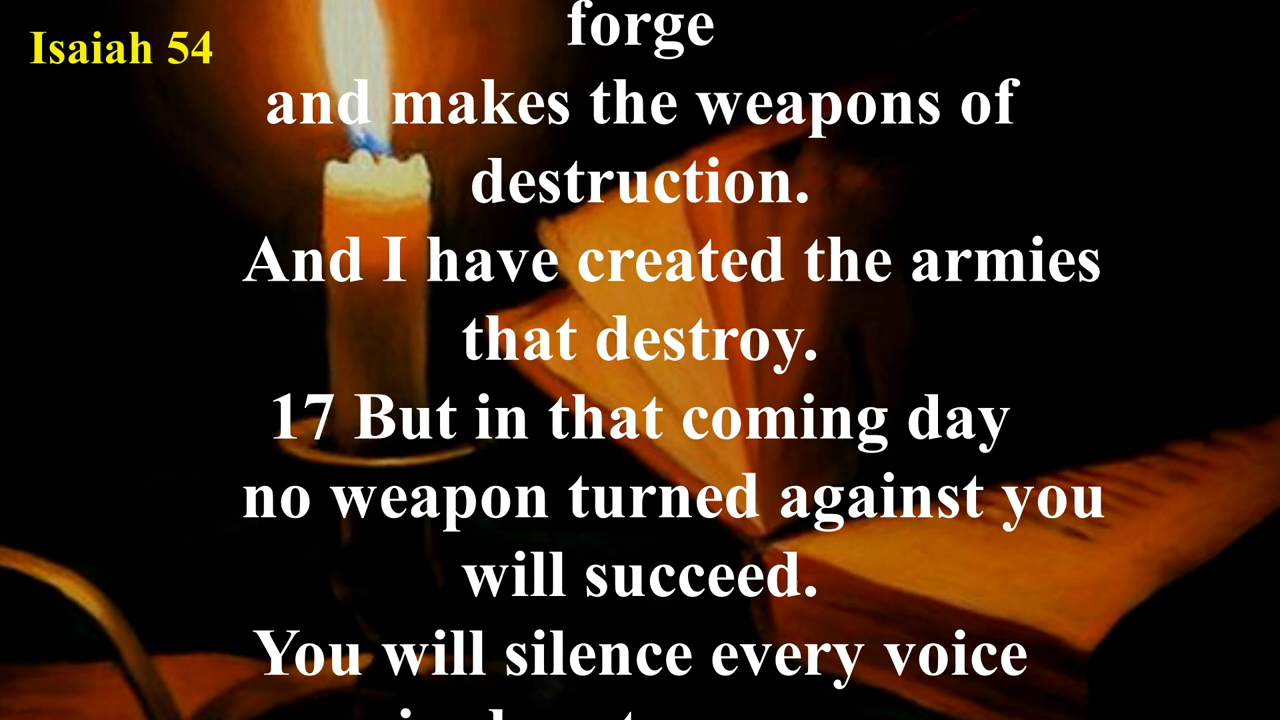 Isaiah 54
forge
and makes the weapons of
destruction.
And I have created the armies
that destroy.
17 But in that coming day
no weapon turned against you
will succeed.
You will silence every voice